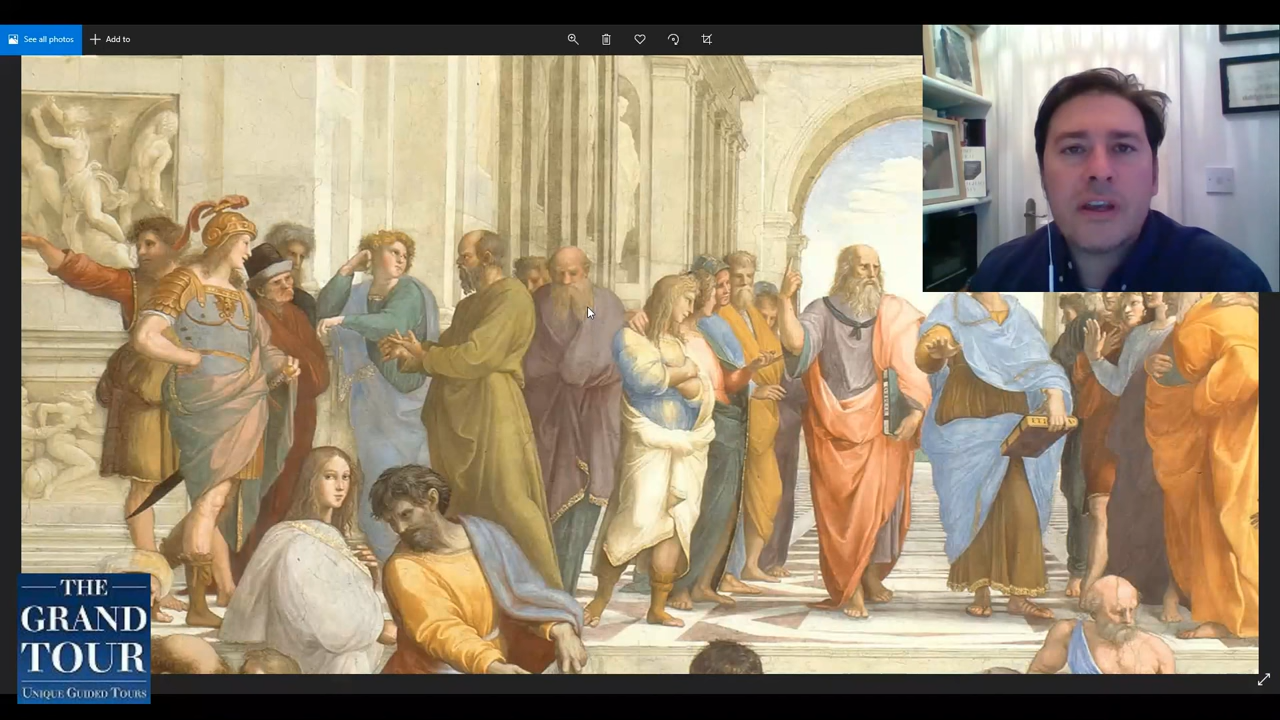 See all photos
Add to
THE
GRAND
TOUR
UNIQUE GUIDED TOURS